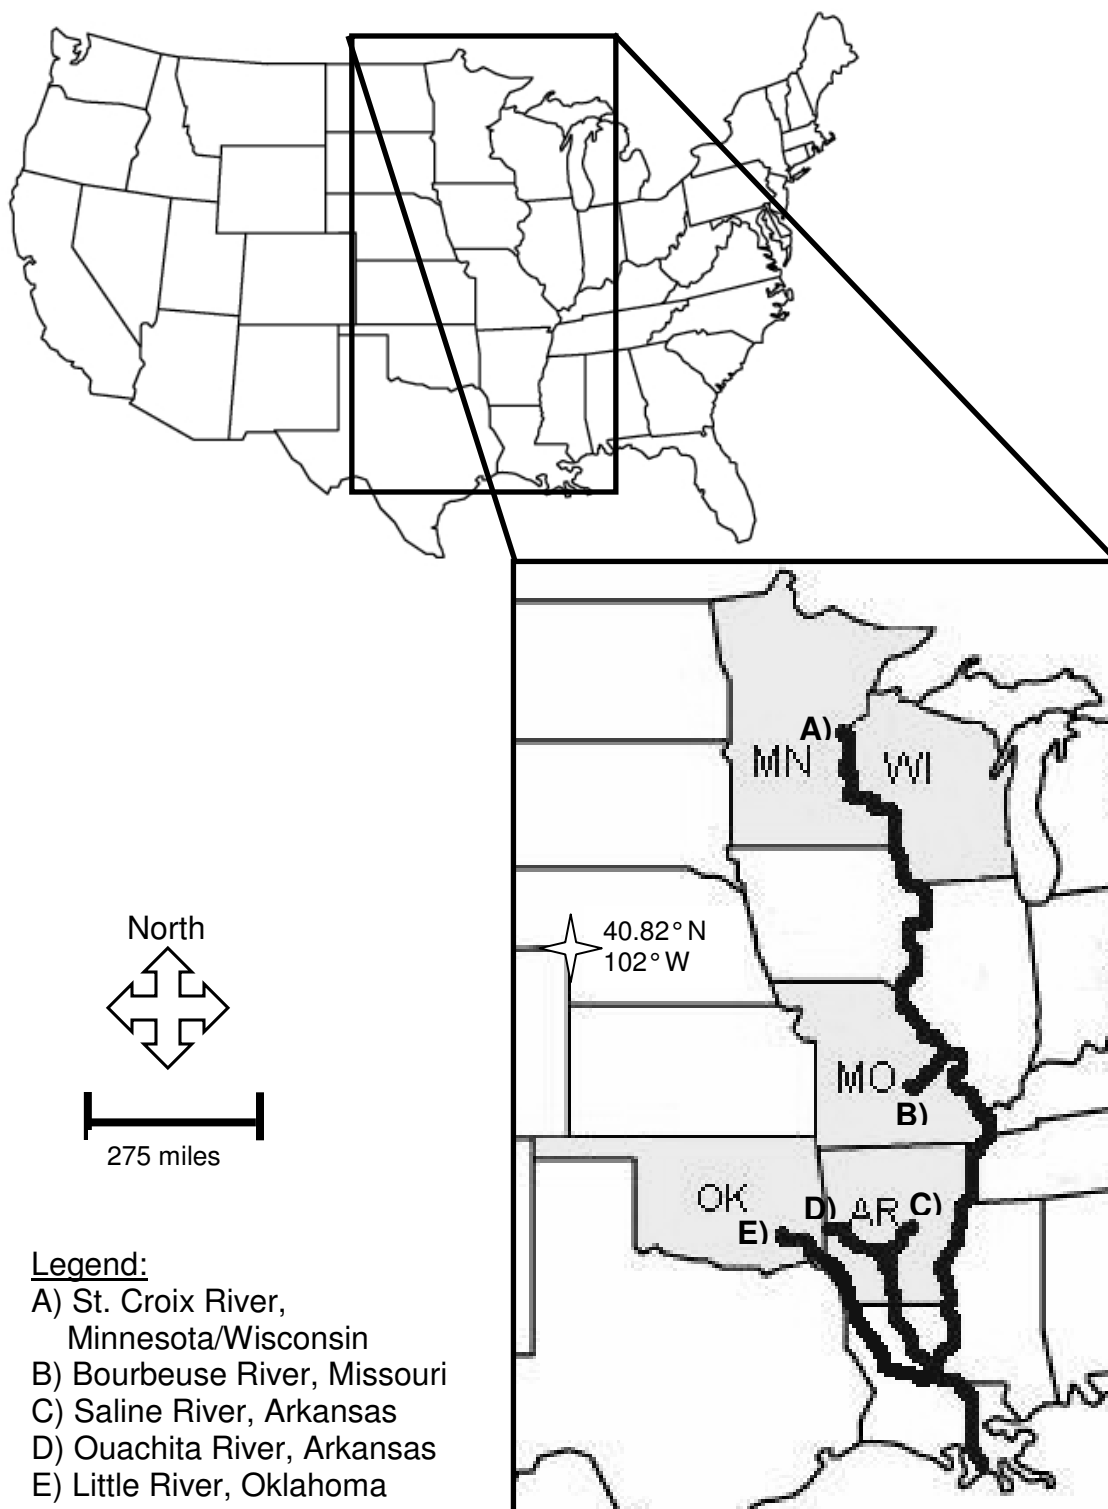 A)
MN
WI
North
40.82° N
102° W
275 miles
MO
B)
OK
D)
AR
C)
E)
Legend:
A) St. Croix River,
Minnesota/Wisconsin
B) Bourbeuse River, Missouri
C) Saline River, Arkansas
D) Ouachita River, Arkansas
E) Little River, Oklahoma